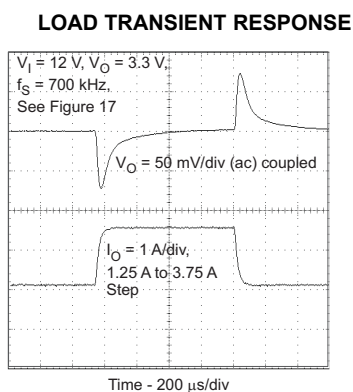 LOAD TRANSIENT RESPONSE
V_I = 12 V, V_O = 3.3 V,
f_S = 700 kHz,
See Figure 17
V_O = 50 mV/div (ac) coupled
I_O = 1 A/div,
1.25 A to 3.75 A
Step
Time - 200 μs/div